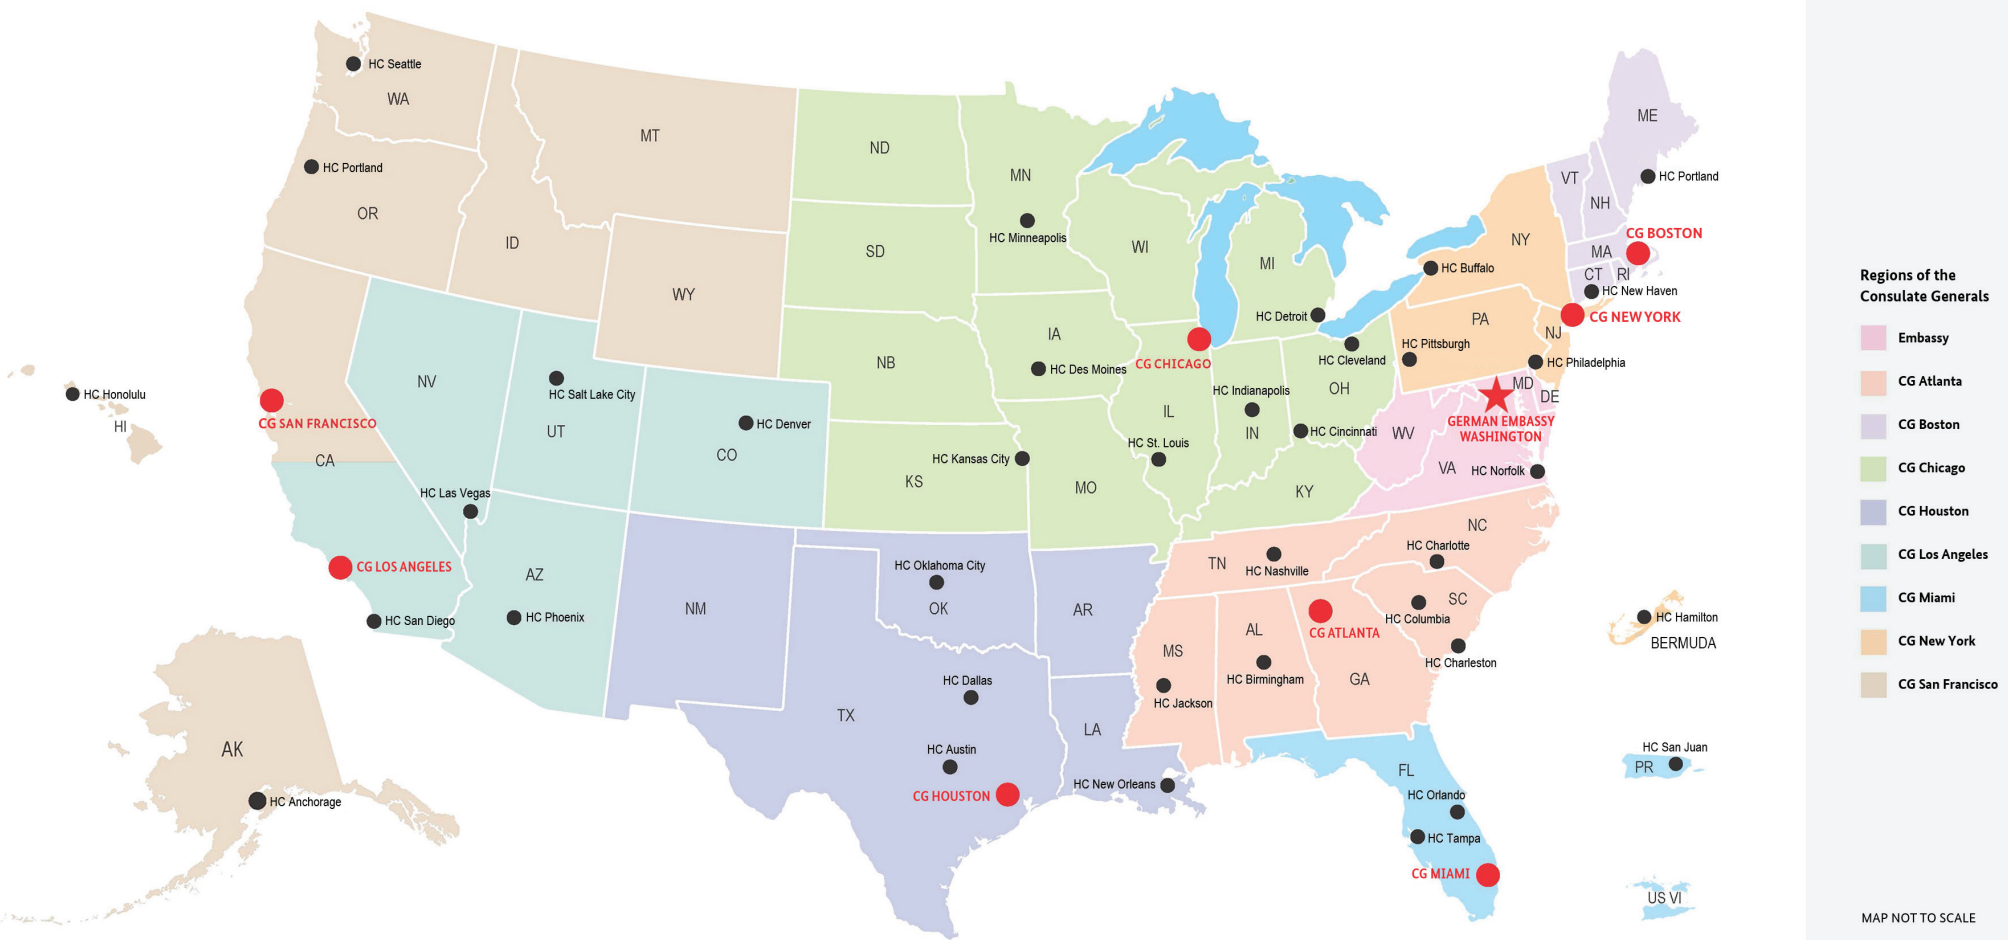 HC Seattle
WA
HC Portland
OR
ID
MT
WY
ND
SD
NB
KS
MN
HC Minneapolis
WI
MI
IA
HC Des Moines
CG CHICAGO
HC Detroit
HC Cleveland
OH
HC Indianapolis
IL
IN
HC Cincinnati
HC St. Louis
HC Kansas City
MO
KY
ME
VT
NH
HC Portland
CG BOSTON
MA
CT
RI
HC New Haven
NY
HC Buffalo
CG NEW YORK
PA
NJ
HC Pittsburgh
HC Philadelphia
MD
DE
GERMAN EMBASSY
WASHINGTON
WV
VA
HC Norfolk
HC Honolulu
HI
CG SAN FRANCISCO
CA
NV
HC Salt Lake City
UT
HC Denver
CO
HC Las Vegas
CG LOS ANGELES
HC San Diego
AZ
HC Phoenix
NM
HC Oklahoma City
OK
AR
HC Dallas
TX
HC Austin
CG HOUSTON
LA
HC New Orleans
TN
HC Nashville
NC
HC Charlotte
SC
HC Columbia
HC Charleston
CG ATLANTA
GA
AL
HC Birmingham
MS
HC Jackson
FL
HC Orlando
HC Tampa
CG MIAMI
AK
HC Anchorage
HC Hamilton
BERMUDA
HC San Juan
PR
US VI
Regions of the
Consulate Generals
Embassy
CG Atlanta
CG Boston
CG Chicago
CG Houston
CG Los Angeles
CG Miami
CG New York
CG San Francisco
MAP NOT TO SCALE